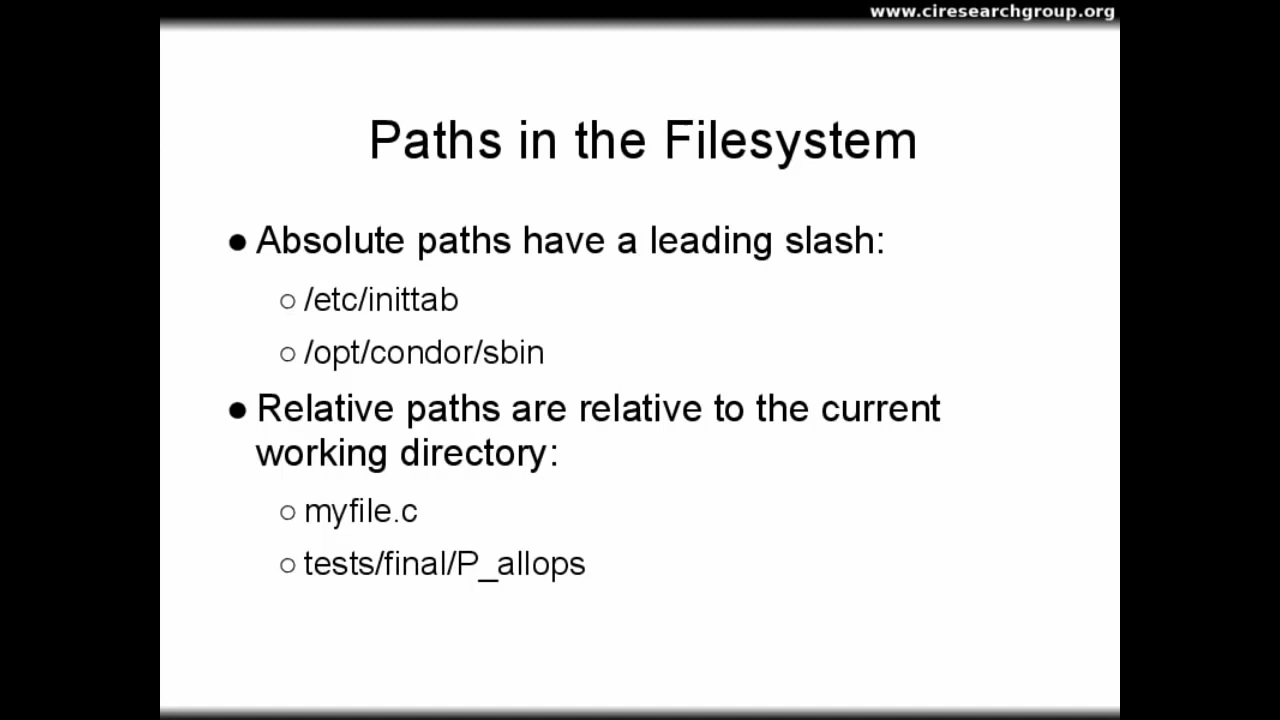 www.ciresearchgroup.org
Paths in the Filesystem
● Absolute paths have a leading slash:
○ /etc/inittab
○ /opt/condor/sbin
● Relative paths are relative to the current
working directory:
○ myfile.c
○ tests/final/P_allops